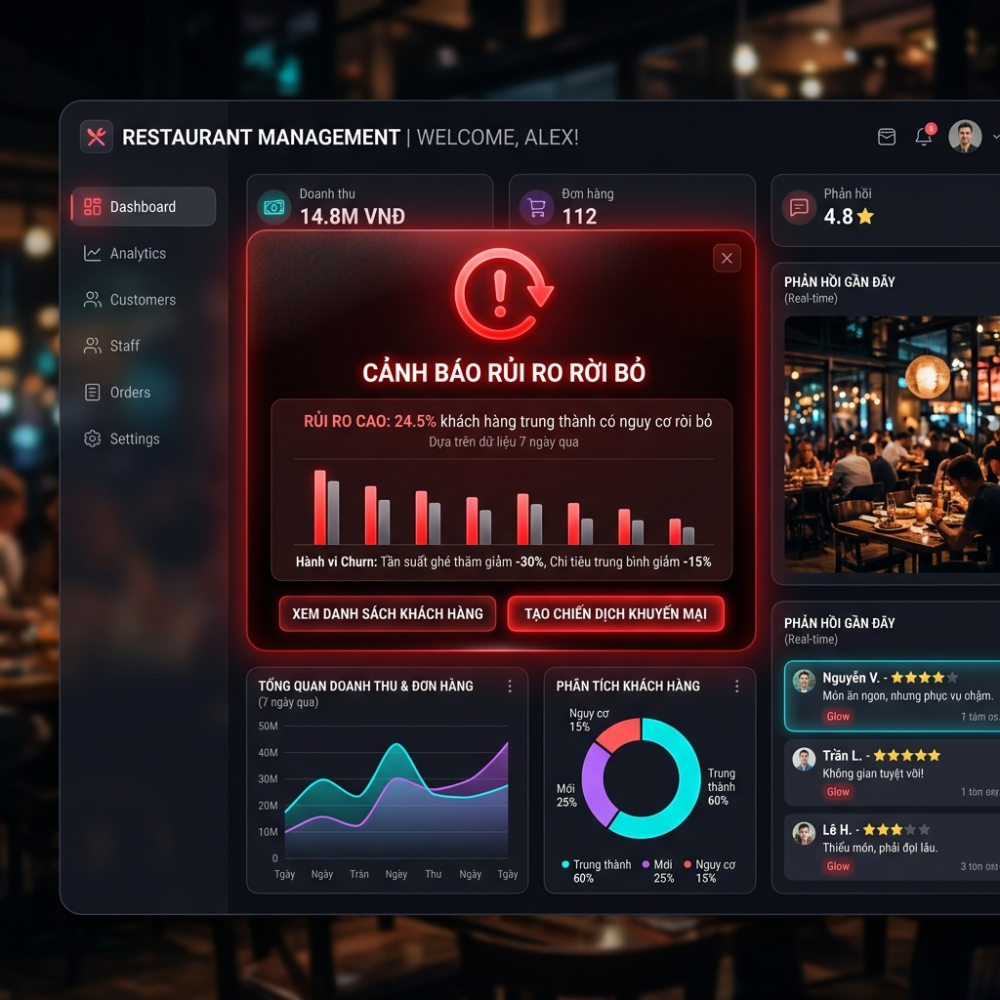 RESTAURANT MANAGEMENT | WELCOME, ALEX!
8
Dashboard
Analytics
Customers
Staff
Orders
Settings
Doanh thu
14.8M VNĐ
Đơn hàng
112
Phản hồi
4.8
CẢNH BÁO RỦI RO RỜI BỎ
RỦI RO CAO: 24.5% khách hàng trung thành có nguy cơ rời bỏ
Dựa trên dữ liệu 7 ngày qua
Hành vi Churn: Tần suất ghé thăm giảm -30%, Chi tiêu trung bình giảm -15%
XEM DANH SÁCH KHÁCH HÀNG
TẠO CHIẾN DỊCH KHUYẾN MẠI
PHẢN HỒI GẦN ĐÂY
(Real-time)
TỔNG QUAN DOANH THU & ĐƠN HÀNG
(7 ngày qua)
50M
40M
30M
20M
10M
0
Tgày Ngày Trán Ngày Thu Ngày Tgày
PHÂN TÍCH KHÁCH HÀNG
Nguy cơ
15%
Mới
25%
Trung
thành
60%
Trung thành
60%
Mới
25%
Nguy cơ
15%
PHẢN HỒI GẦN ĐÂY
(Real-time)
Nguyễn V. -
Món ăn ngon, nhưng phục vụ chậm.
Glow
Trần L. -
Không gian tuyệt vời!
Glow
1
Lê H. -
Thiếu món, phải đợi lâu.
Glow
3